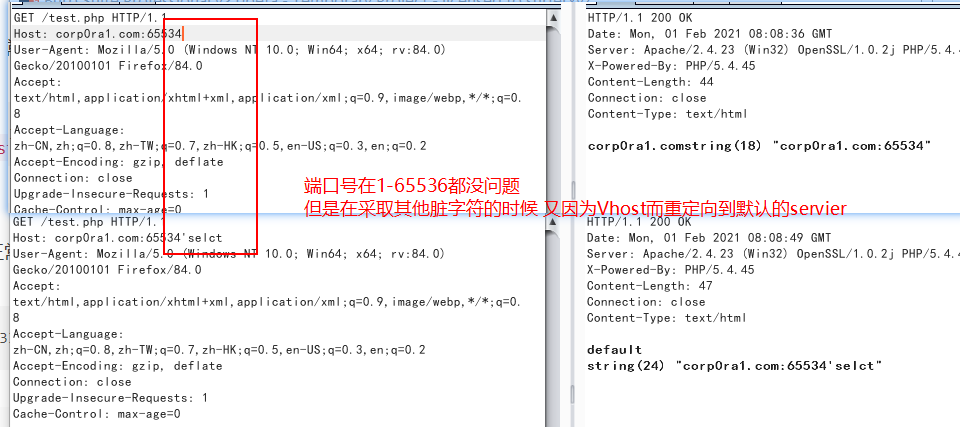 GET /test.php HTTP/1.1
Host: corp0ra1.com:65534
User-Agent: Mozilla/5.0 (Windows NT 10.0; Win64; x64; rv:84.0)
Gecko/20100101 Firefox/84.0
Accept:
text/html,application/xhtml+xml,application/xml;q=0.9,image/webp,*/*;q=0.
8
Accept-Language:
zh-CN,zh;q=0.8,zh-TW;q=0.7,zh-HK;q=0.5,en-US;q=0.3,en;q=0.2
Accept-Encoding: gzip, deflate
Connection: close
Upgrade-Insecure-Requests: 1
Cache-Control: max-age=0
HTTP/1.1 200 OK
Date: Mon, 01 Feb 2021 08:08:36 GMT
Server: Apache/2.4.23 (Win32) OpenSSL/1.0.2j PHP/5.4.4
X-Powered-By: PHP/5.4.45
Content-Length: 44
Connection: close
Content-Type: text/html
corp0ra1.comstring(18) "corp0ra1.com:65534"
端口号在1-65536都没问题
但是在采取其他脏字符的时候 又因为Vhost而重定向到默认的servier
GET /test.php HTTP/1.1
Host: corp0ra1.com:65534'selct
User-Agent: Mozilla/5.0 (Windows NT 10.0; Win64; x64; rv:84.0)
Gecko/20100101 Firefox/84.0
Accept:
text/html,application/xhtml+xml,application/xml;q=0.9,image/webp,*/*;q=0.
8
Accept-Language:
zh-CN,zh;q=0.8,zh-TW;q=0.7,zh-HK;q=0.5,en-US;q=0.3,en;q=0.2
Accept-Encoding: gzip, deflate
Connection: close
Upgrade-Insecure-Requests: 1
Cache-Control: max-age=0
HTTP/1.1 200 OK
Date: Mon, 01 Feb 2021 08:08:49 GMT
Server: Apache/2.4.23 (Win32) OpenSSL/1.0.2j PHP/5.4.4
X-Powered-By: PHP/5.4.45
Content-Length: 47
Connection: close
Content-Type: text/html
default
string(24) "corp0ra1.com:65534'selct"